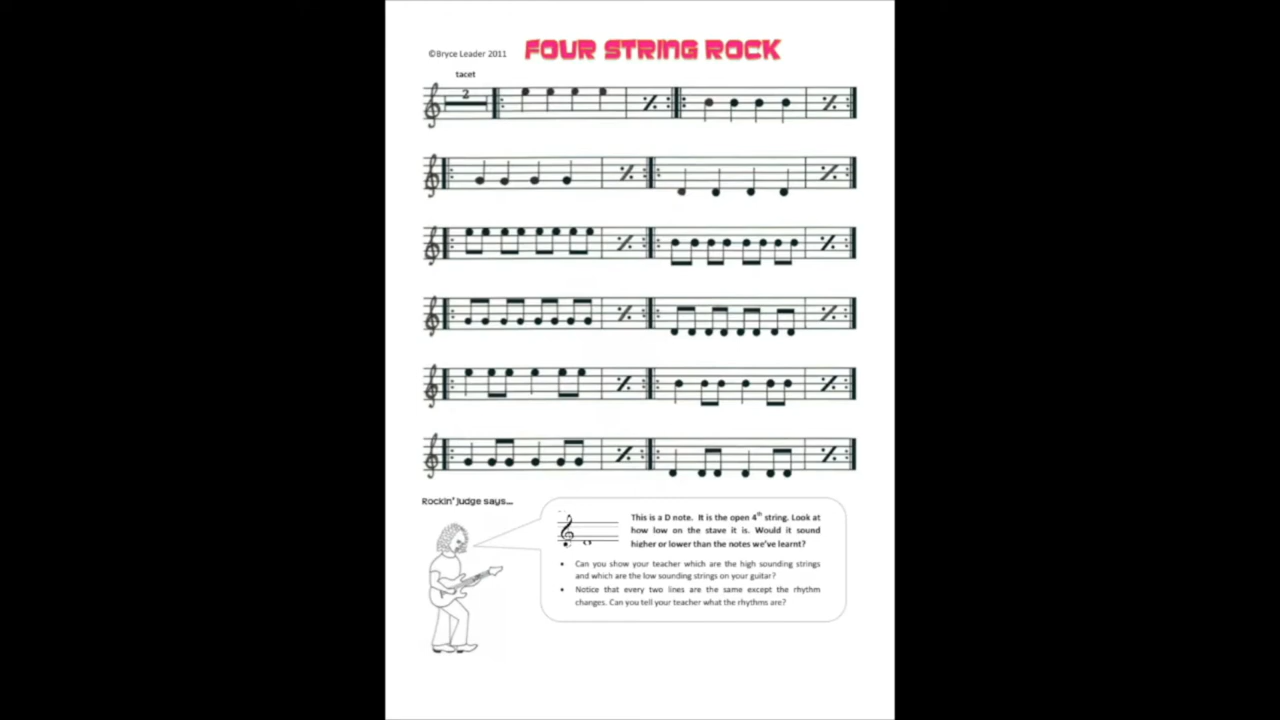 ©Bryce Leader 2011 FOUR STRING ROCK
tacet
2
Rockin' Judge says....
This is a D note. It is the open 4th string. Look at
how low on the stave it is. Would it sound
higher or lower than the notes we've learnt?
• Can you show your teacher which are the high sounding strings
and which are the low sounding strings on your guitar?
• Notice that every two lines are the same except the rhythm
changes. Can you tell your teacher what the rhythms are?